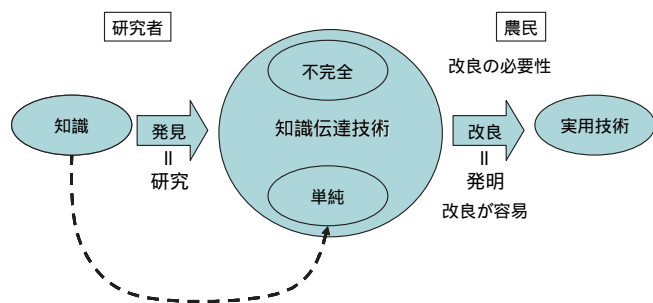 研究者
農民
不完全
改良の必要性
知識
発見
知識伝達技術
改良
実用技術
=
研究
=
発明
単純
改良が容易